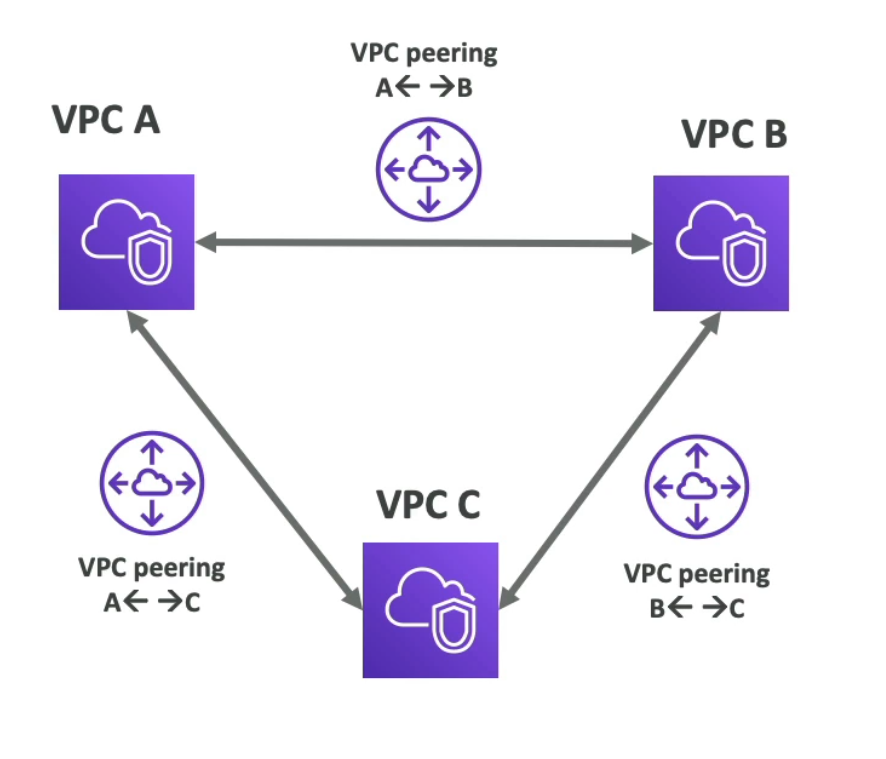 VPC peering
A← →B
VPC A
VPC B
VPC C
VPC peering
A← →C
VPC peering
B← →C